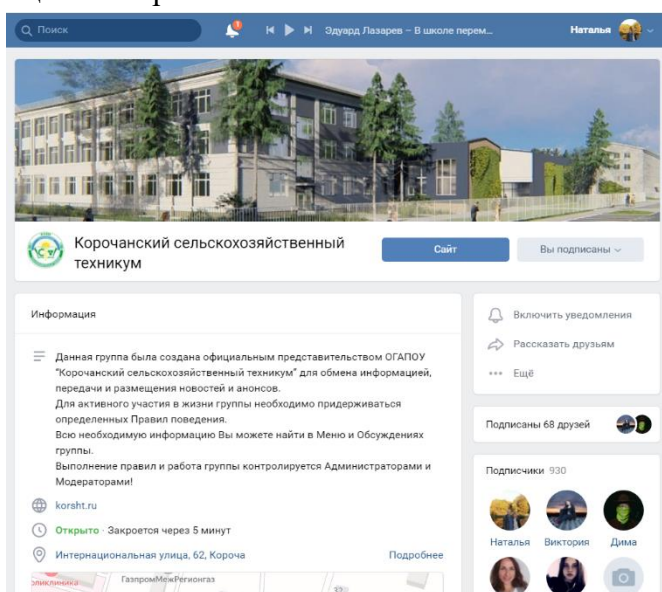 Поиск
1
Эдуард Лазарев – В школе перем...
Наталья
Корочанский сельскохозяйственный
техникум
Сайт
Вы подписаны
Информация
Данная группа была создана официальным представительством ОГАПОУ
"Корочанский сельскохозяйственный техникум" для обмена информацией,
передачи и размещения новостей и анонсов.
Для активного участия в жизни группы необходимо придерживаться
определенных Правил поведения.
Всю необходимую информацию Вы можете найти в Меню и Обсуждениях
группы.
Выполнение правил и работа группы контролируется Администраторами и
Модераторами!
korsht.ru
Открыто · Закроется через 5 минут
Интернациональная улица, 62, Короча
Подробнее
ГазпромМежРегионгаз
Включить уведомления
Рассказать друзьям
Ещё
Подписаны 68 друзей
Подписчики 930
Наталья
Виктория
Дима